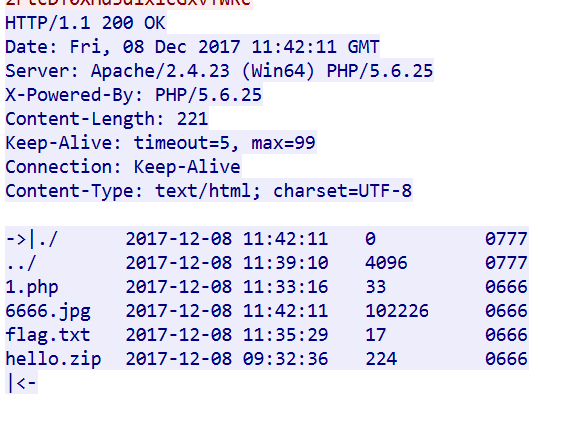 HTTP/1.1 200 OK
Date: Fri, 08 Dec 2017 11:42:11 GMT
Server: Apache/2.4.23 (Win64) PHP/5.6.25
X-Powered-By: PHP/5.6.25
Content-Length: 221
Keep-Alive: timeout=5, max=99
Connection: Keep-Alive
Content-Type: text/html; charset=UTF-8
->|./ 2017-12-08 11:42:11 0 0777
../ 2017-12-08 11:39:10 4096 0777
1.php 2017-12-08 11:33:16 33 0666
6666.jpg 2017-12-08 11:42:11 102226 0666
flag.txt 2017-12-08 11:35:29 17 0666
hello.zip 2017-12-08 09:32:36 224 0666
|<-